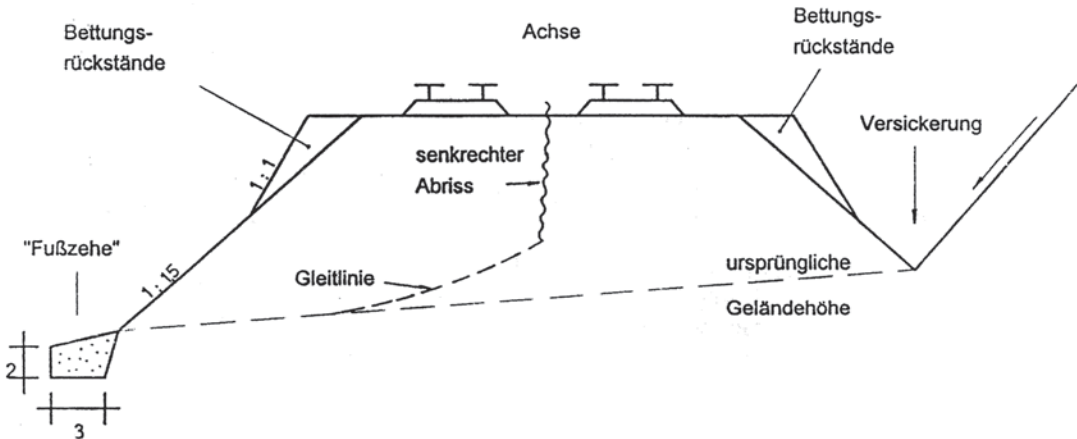 Bettungs-
rückstände
Achse
Bettungs-
rückstände
Versickerung
senkrechter
Abriss
1:1
"Fußzehe"
1:15
Gleitlinie
ursprüngliche
Geländehöhe
2
3